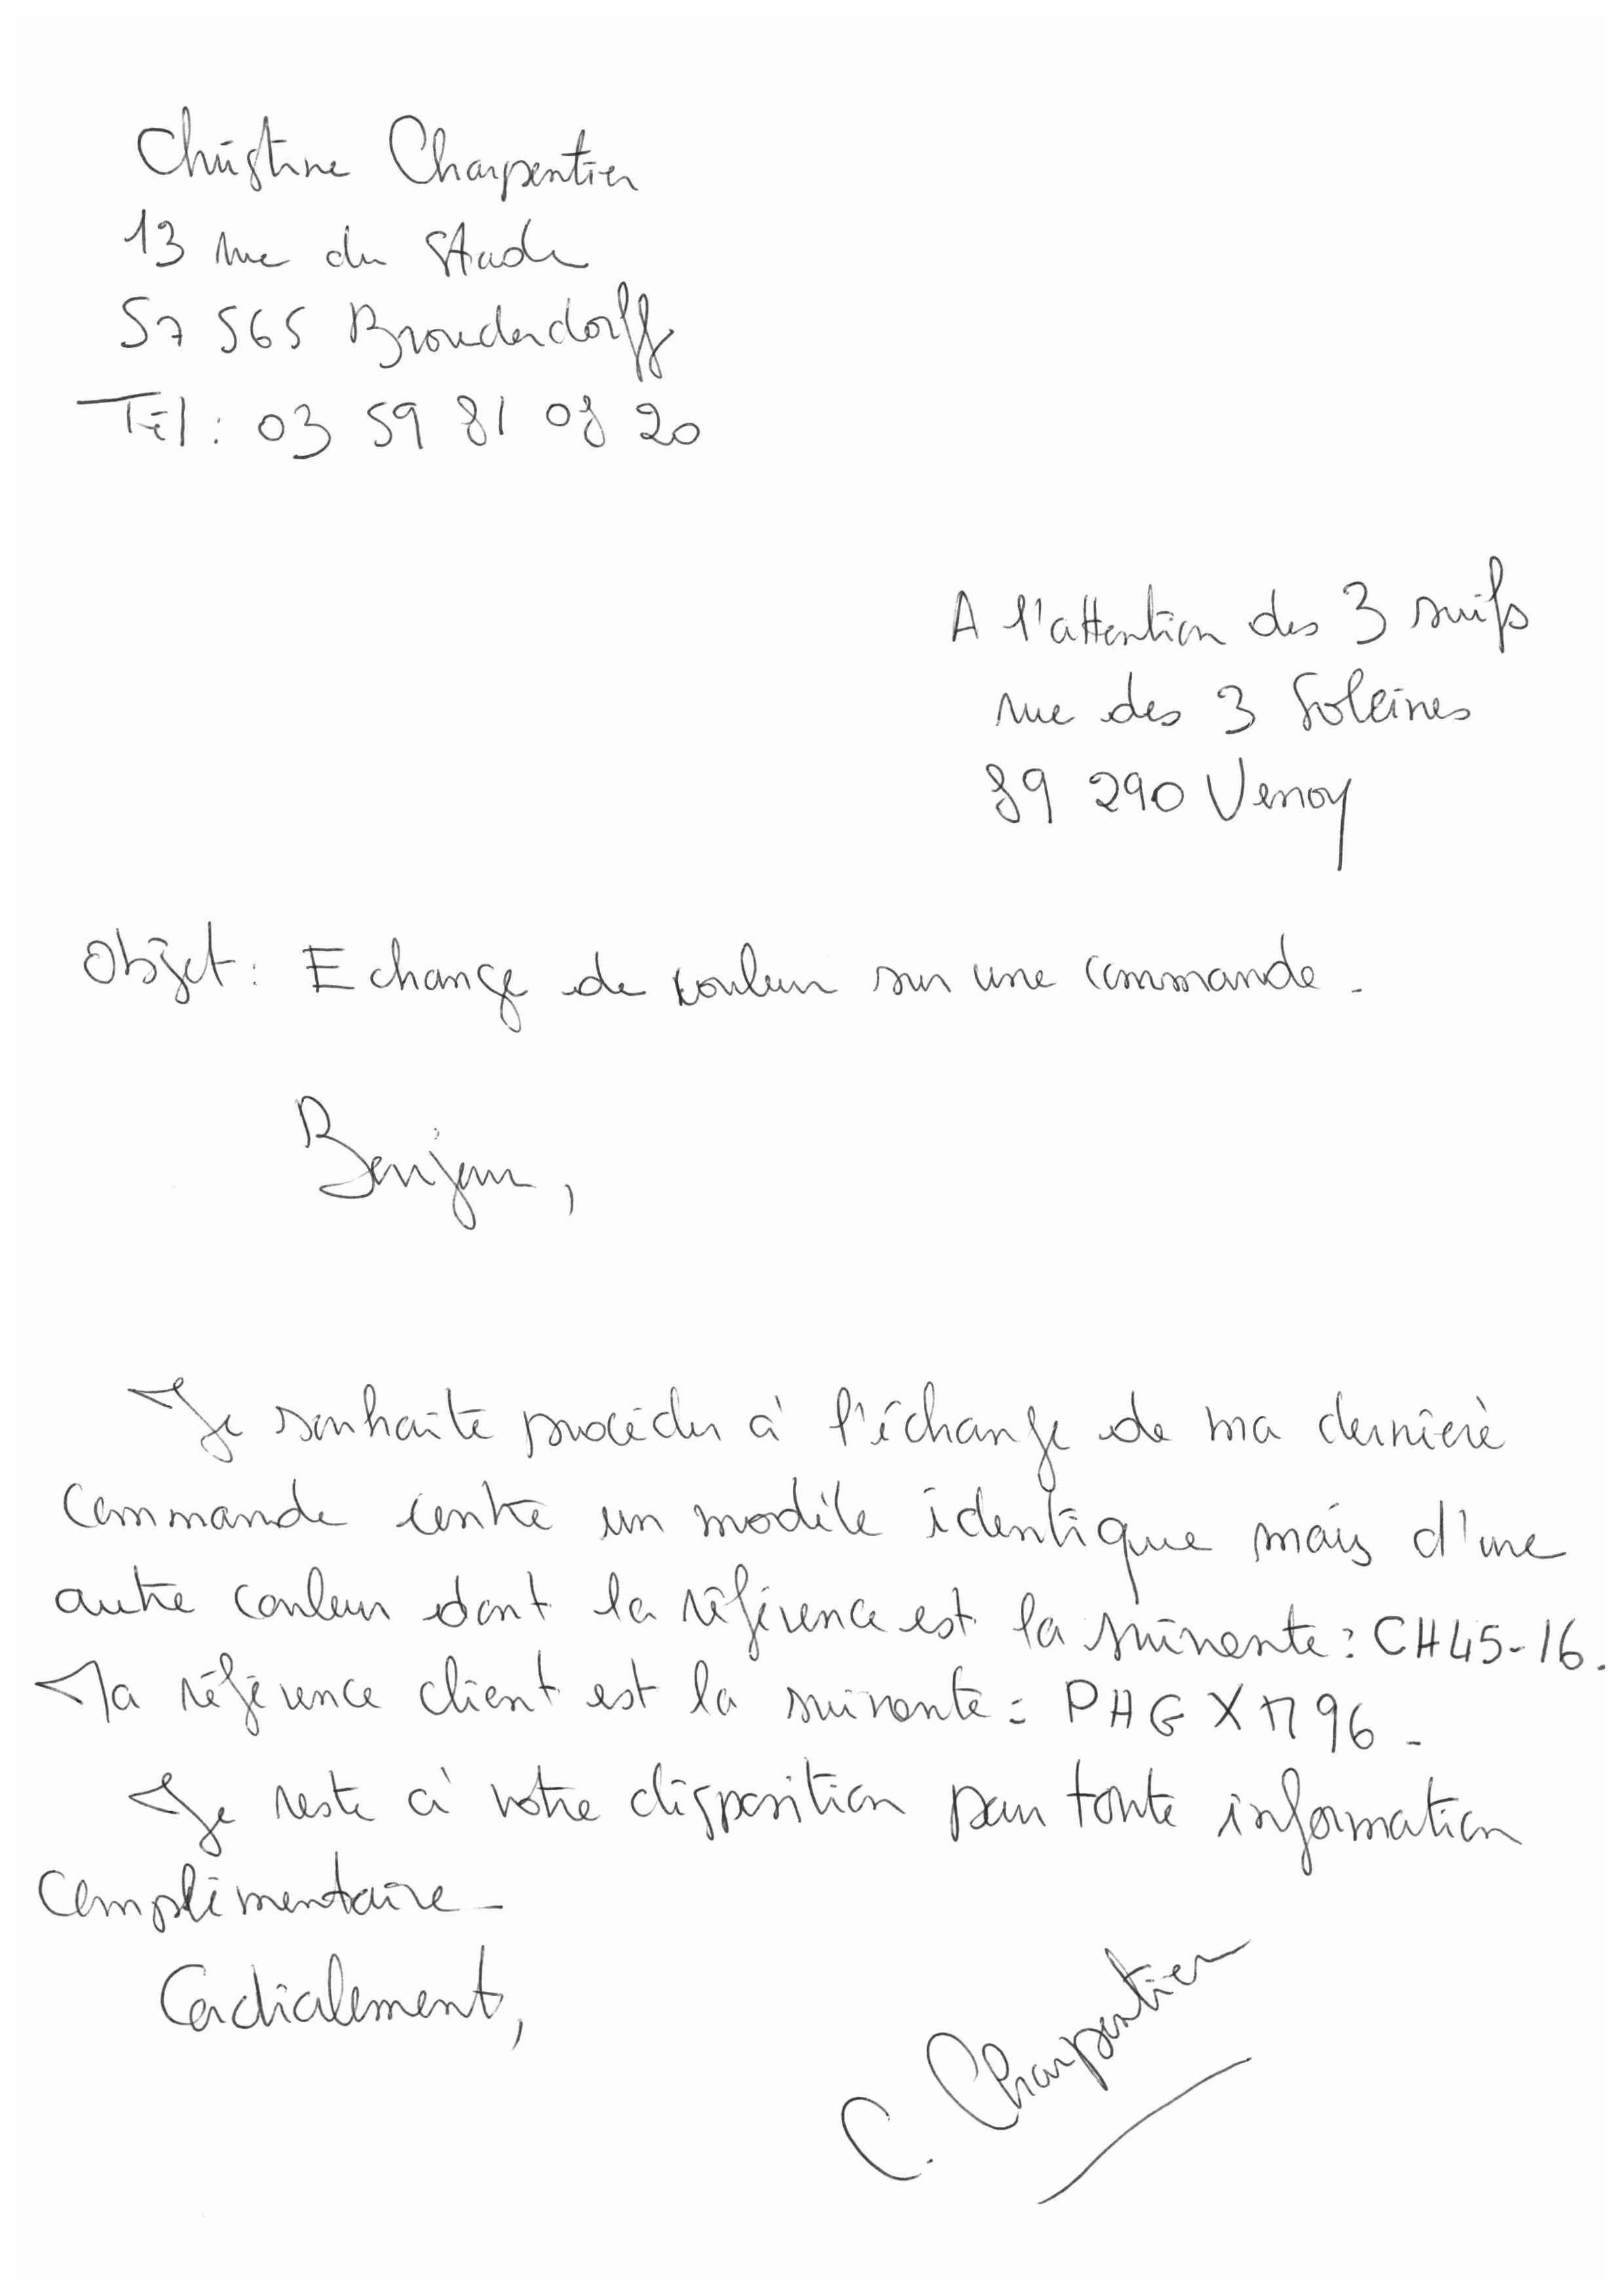 Christine Charpentier
13 rue du Stade
57 565 Brouderdorff
Tél : 03 59 81 08 20
A l'attention des 3 suifs
rue des 3 Soleines
89 290 Venoy
Objet : Echange de couleur sur une commande.
Bonjour,
Je souhaite procéder à l'échange de ma dernière
commande contre un modèle identique mais d'une
autre couleur dont la référence est la suivante : CH45-16.
Ma référence client est la suivante : PHGXM96.
Je reste à votre disposition pour toute information
complémentaire.
Cordialement,
C. Charpentier